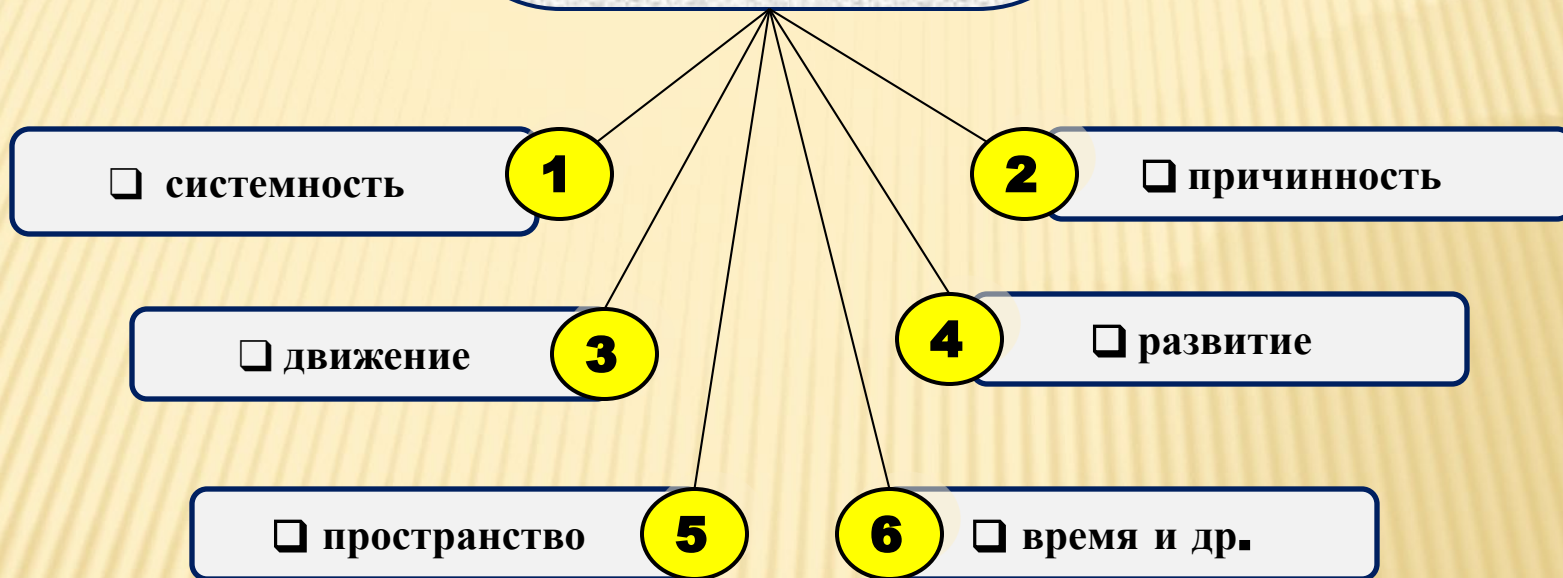 ❑ системность 1
2 ❑ причинность
❑ движение 3
4 ❑ развитие
❑ пространство 5
6 ❑ время и др.